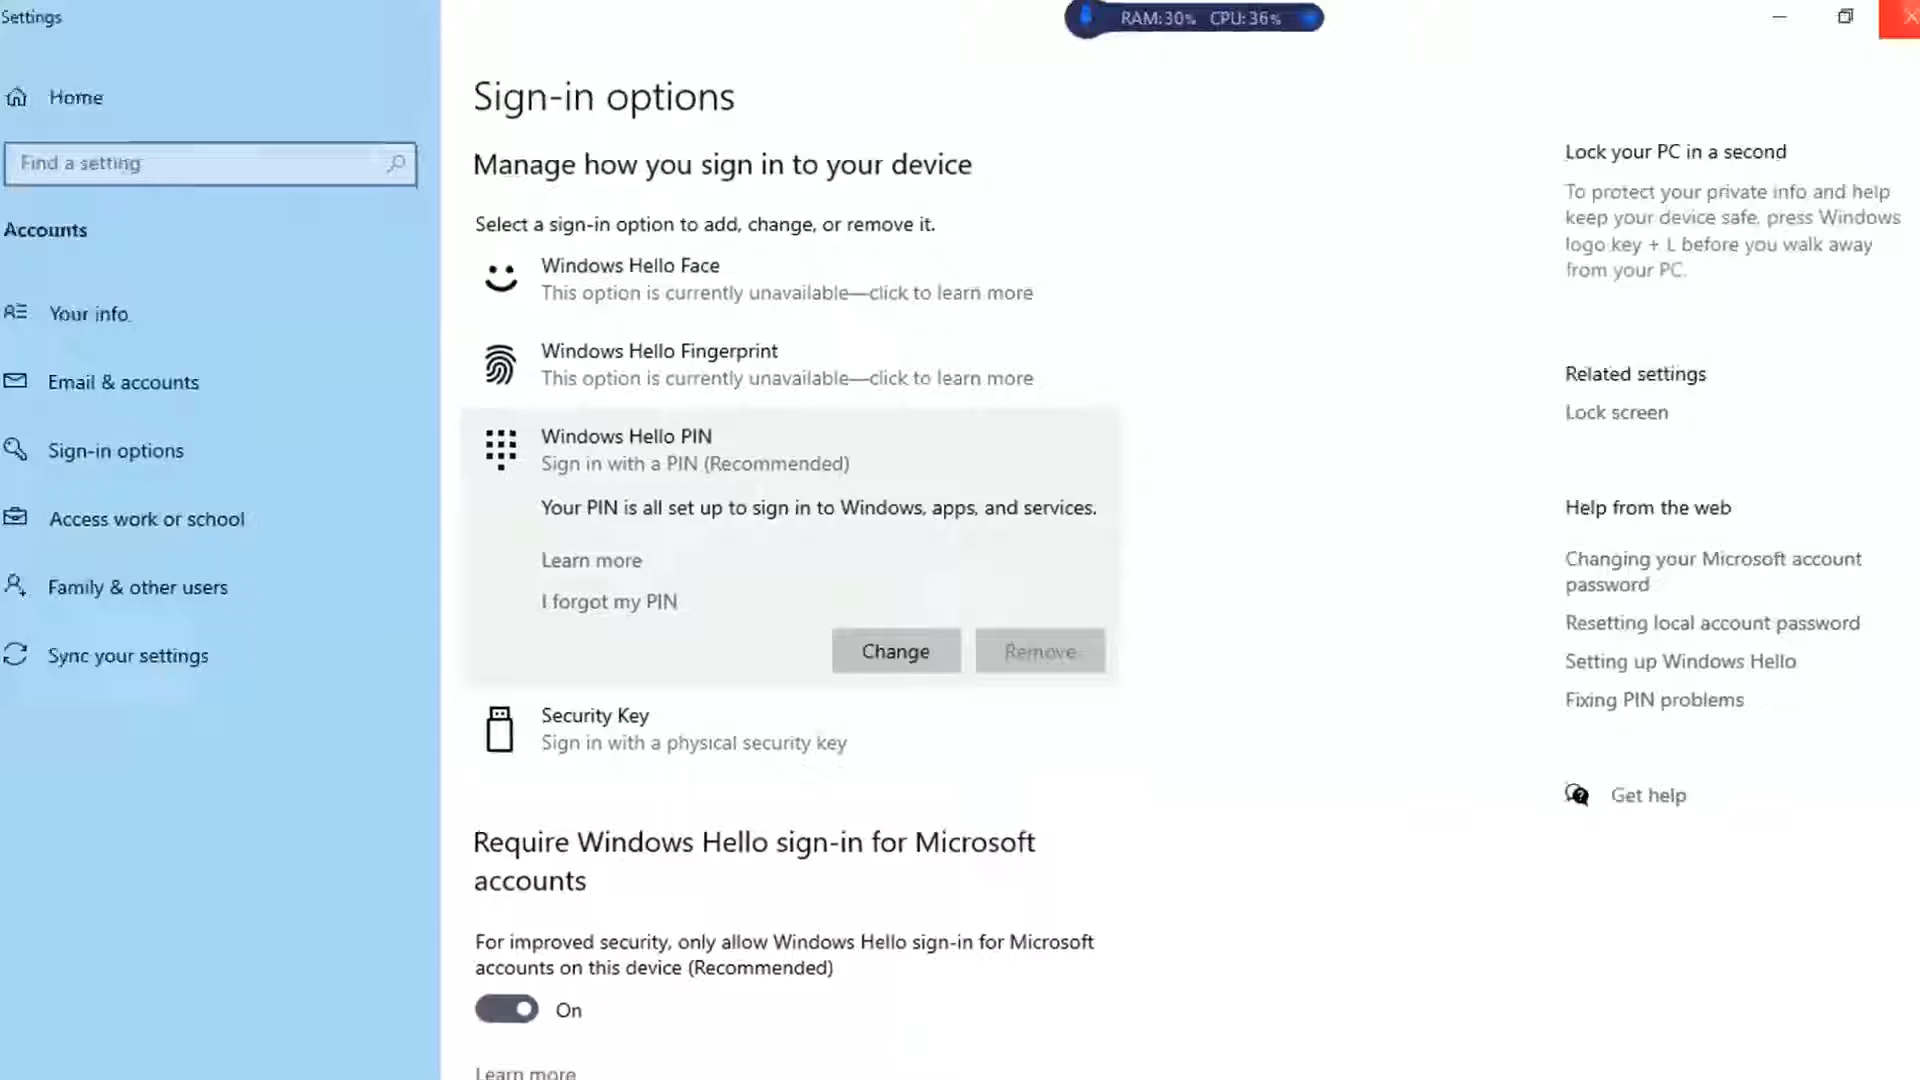 Settings
RAM:30% CPU:36%
Home
Find a setting
Accounts
Your info
Email & accounts
Sign-in options
Access work or school
Family & other users
Sync your settings
Sign-in options
Manage how you sign in to your device
Select a sign-in option to add, change, or remove it.
Windows Hello Face
This option is currently unavailable—click to learn more
Windows Hello Fingerprint
This option is currently unavailable—click to learn more
Windows Hello PIN
Sign in with a PIN (Recommended)
Your PIN is all set up to sign in to Windows, apps, and services.
Learn more
I forgot my PIN
Change
Remove
Security Key
Sign in with a physical security key
Require Windows Hello sign-in for Microsoft
accounts
For improved security, only allow Windows Hello sign-in for Microsoft
accounts on this device (Recommended)
On
Learn more
Lock your PC in a second
To protect your private info and help
keep your device safe, press Windows
logo key + L before you walk away
from your PC.
Related settings
Lock screen
Help from the web
Changing your Microsoft account
password
Resetting local account password
Setting up Windows Hello
Fixing PIN problems
Get help